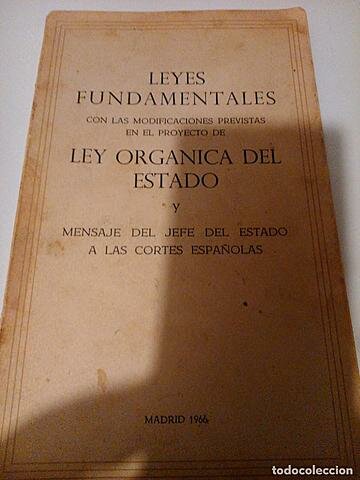 LEYES
FUNDAMENTALES
CON LAS MODIFICACIONES PREVISTAS
EN EL PROYECTO DE
LEY ORGANICA DEL
ESTADO
y
MENSAJE DEL JEFE DEL ESTADO
A LAS CORTES ESPAÑOLAS
MADRID 1966
todocoleccion